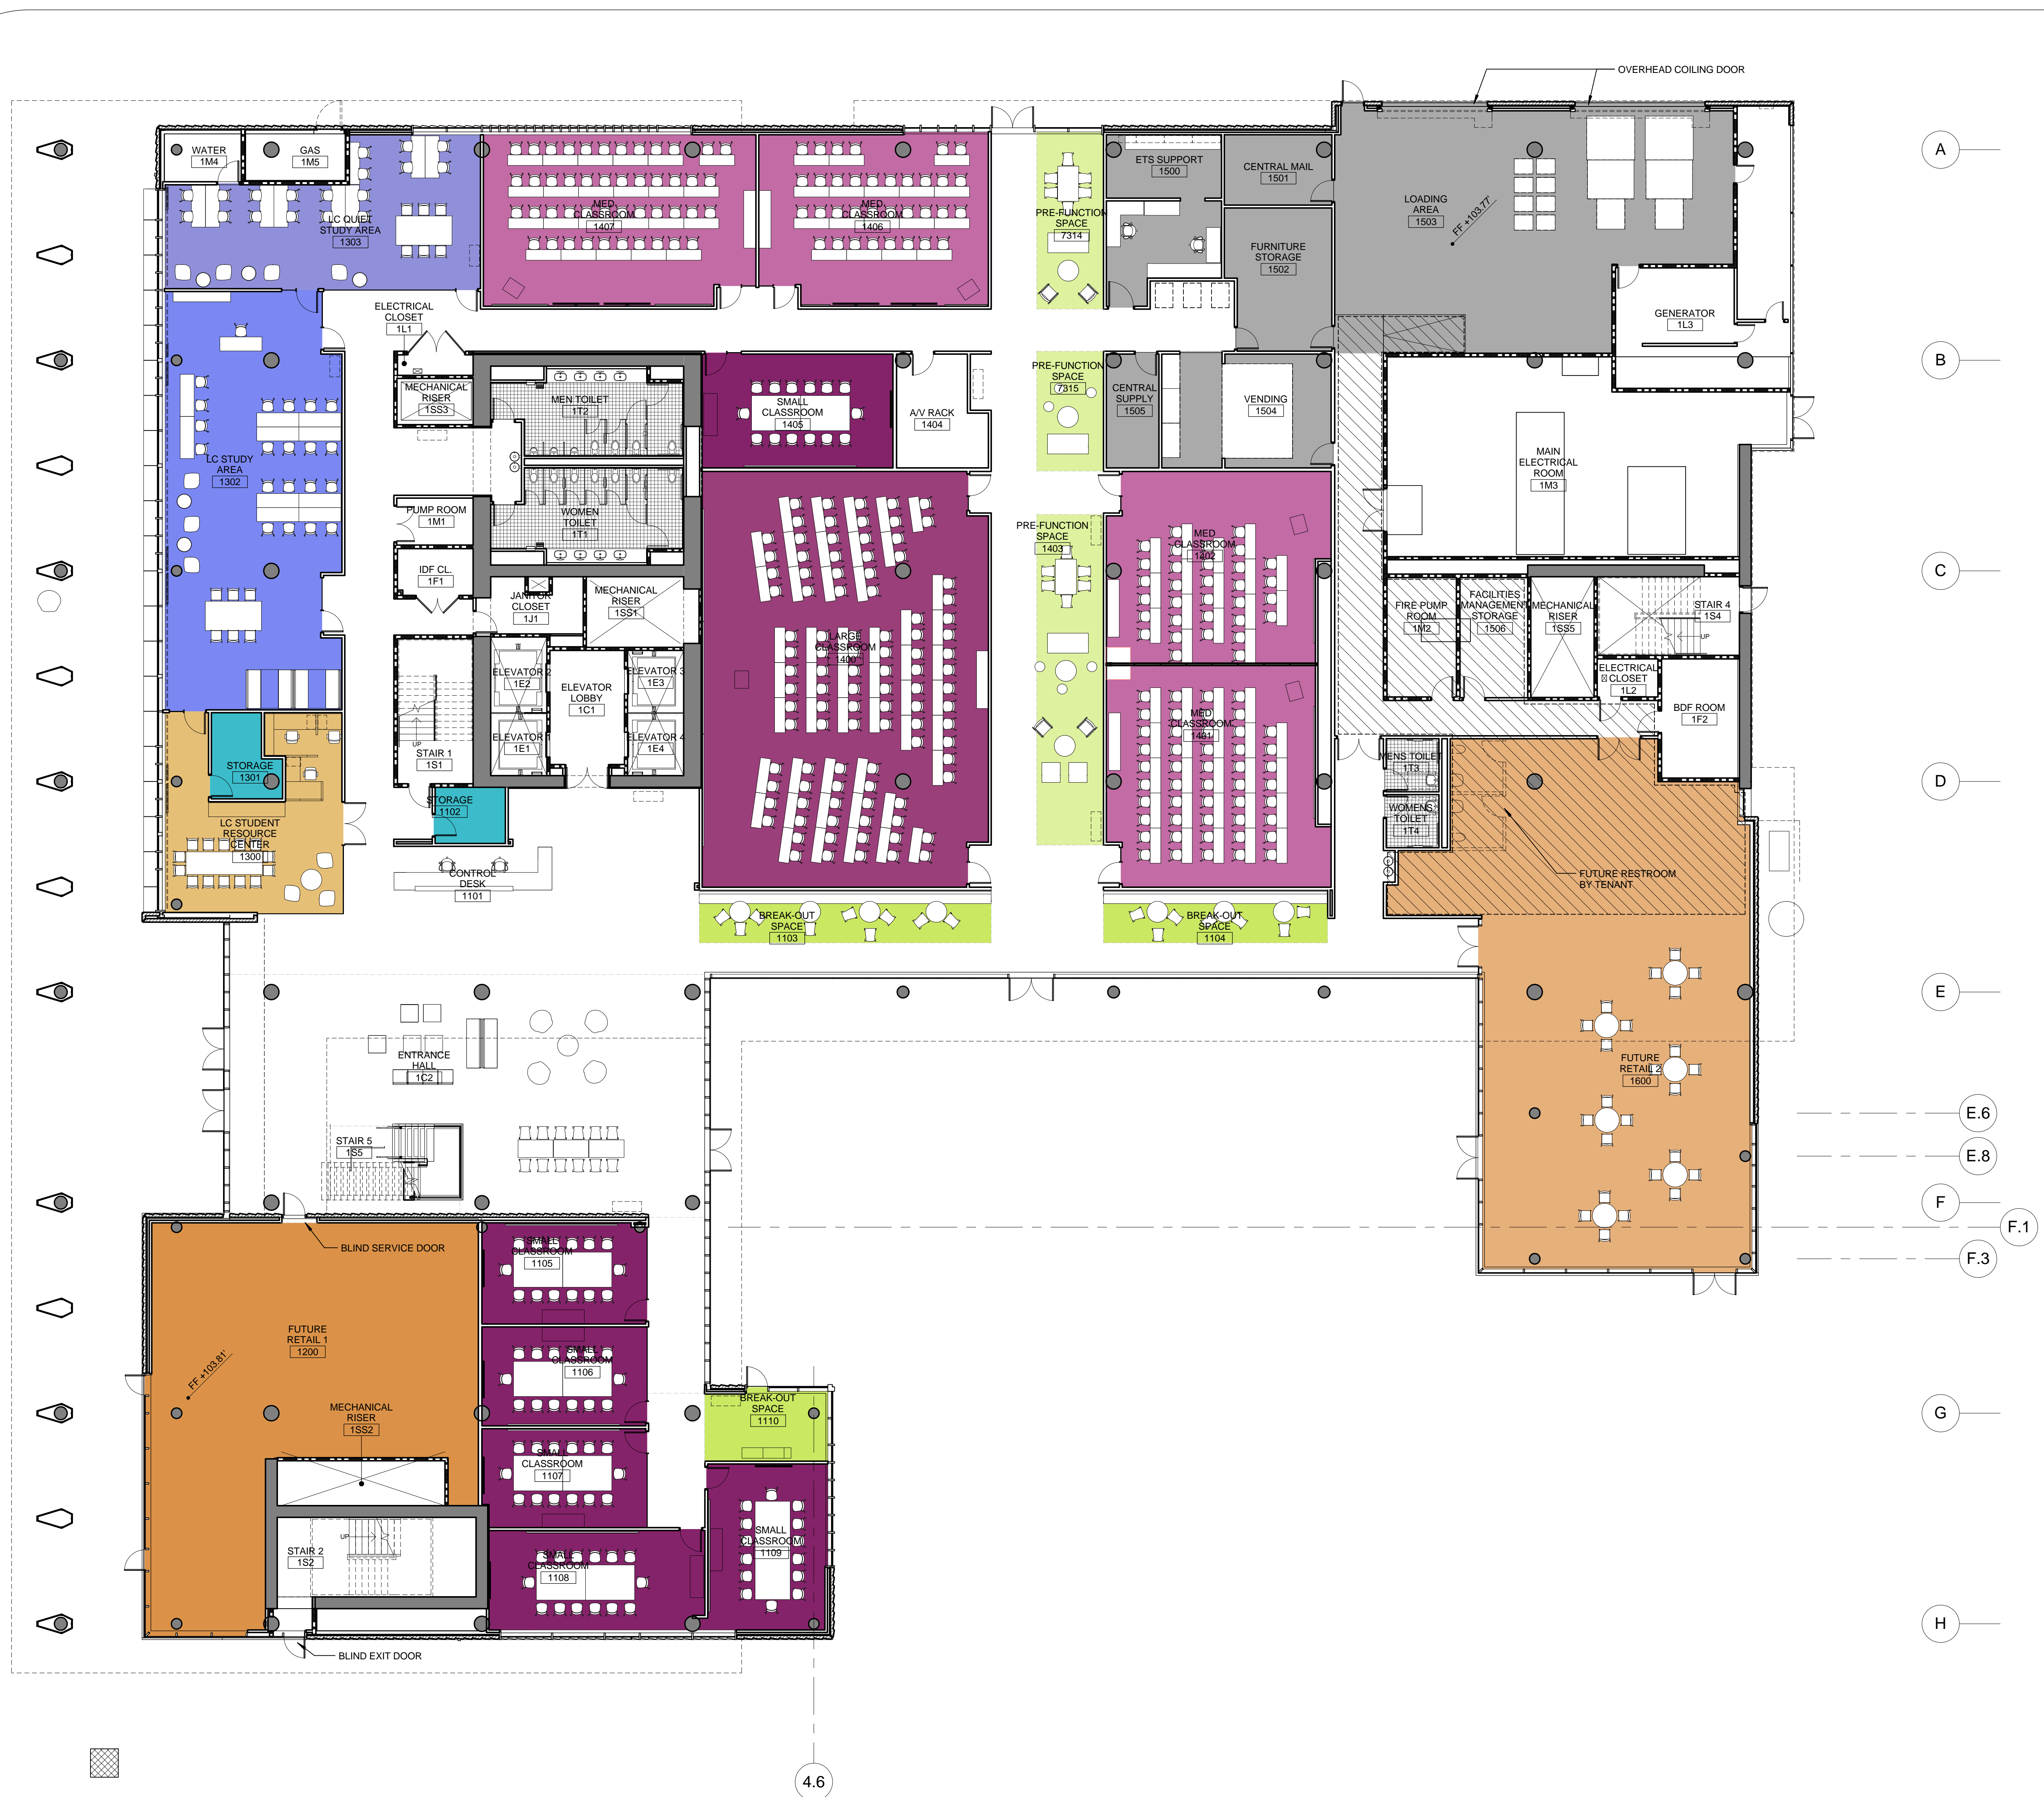 OVERHEAD COILING DOOR
A
WATER
1M4
GAS
1M5
LC QUIET
STUDY AREA
1303
MED
CLASSROOM
1407
MED
CLASSROOM
1406
PRE-FUNCTION
SPACE
7314
ETS SUPPORT
1500
CENTRAL MAIL
1501
FURNITURE
STORAGE
1502
LOADING
AREA
1503
FF +103.77'
GENERATOR
1L3
ELECTRICAL
CLOSET
1L1
B
MECHANICAL
RISER
1SS3
MEN TOILET
1T2
SMALL
CLASSROOM
1405
A/V RACK
1404
PRE-FUNCTION
SPACE
7315
CENTRAL
SUPPLY
1505
VENDING
1504
MAIN
ELECTRICAL
ROOM
1M3
LC STUDY
AREA
1302
PUMP ROOM
1M1
WOMEN
TOILET
1T1
PRE-FUNCTION
SPACE
1403
MED
CLASSROOM
1402
C
IDF CL.
1F1
JANITOR
CLOSET
1J1
MECHANICAL
RISER
1SS1
LARGE
CLASSROOM
1400
FIRE PUMP
ROOM
1M2
FACILITIES
MANAGEMENT
STORAGE
1506
MECHANICAL
RISER
1SS5
STAIR 4
1S4
UP
ELEVATOR 2
1E2
ELEVATOR 3
1E3
ELEVATOR
LOBBY
1C1
ELEVATOR 1
1E1
ELEVATOR 4
1E4
UP
STAIR 1
1S1
MED
CLASSROOM
1401
ELECTRICAL
CLOSET
1L2
BDF ROOM
1F2
D
STORAGE
1301
STORAGE
1102
MENS TOILET
1T3
WOMENS
TOILET
1T4
LC STUDENT
RESOURCE
CENTER
1300
CONTROL
DESK
1101
FUTURE RESTROOM
BY TENANT
BREAK-OUT
SPACE
1103
BREAK-OUT
SPACE
1104
E
ENTRANCE
HALL
1C2
FUTURE
RETAIL 2
1600
E.6
STAIR 5
1S5
E.8
F
F.1
F.3
BLIND SERVICE DOOR
SMALL
CLASSROOM
1105
FUTURE
RETAIL 1
1200
FF +103.81'
SMALL
CLASSROOM
1106
MECHANICAL
RISER
1SS2
BREAK-OUT
SPACE
1110
G
SMALL
CLASSROOM
1107
UP
STAIR 2
1S2
SMALL
CLASSROOM
1108
SMALL
CLASSROOM
1109
H
BLIND EXIT DOOR
4.6